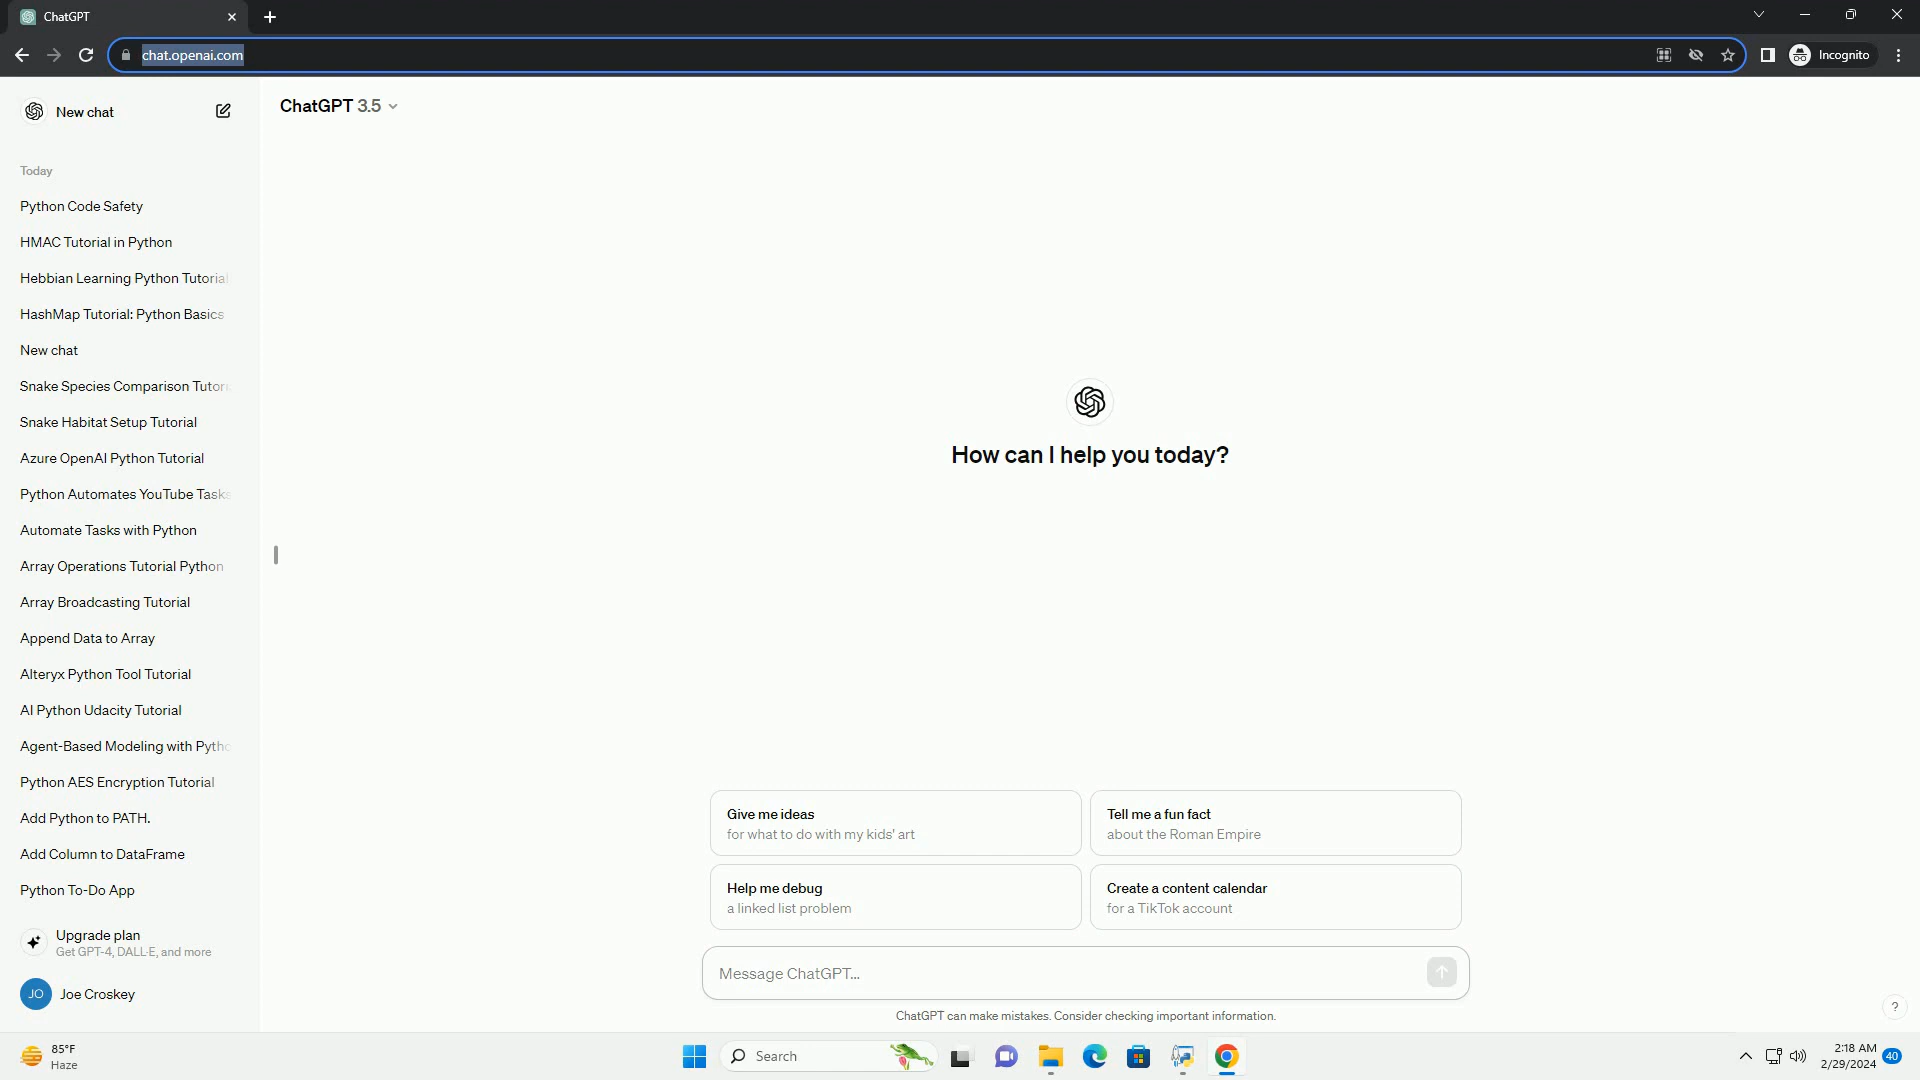 ChatGPT
chat.openai.com
Incognito
New chat
ChatGPT 3.5
Today
Python Code Safety
HMAC Tutorial in Python
Hebbian Learning Python Tutorial
HashMap Tutorial: Python Basics
New chat
Snake Species Comparison Tutori
Snake Habitat Setup Tutorial
Azure OpenAI Python Tutorial
Python Automates YouTube Tasks
Automate Tasks with Python
Array Operations Tutorial Python
Array Broadcasting Tutorial
Append Data to Array
Alteryx Python Tool Tutorial
AI Python Udacity Tutorial
Agent-Based Modeling with Pytho
Python AES Encryption Tutorial
Add Python to PATH.
Add Column to DataFrame
Python To-Do App
Upgrade plan
Get GPT-4, DALL·E, and more
JO
Joe Croskey
How can I help you today?
Give me ideas
for what to do with my kids' art
Tell me a fun fact
about the Roman Empire
Help me debug
a linked list problem
Create a content calendar
for a TikTok account
Message ChatGPT...
ChatGPT can make mistakes. Consider checking important information.
?
85°F
Haze
Search
2:18 AM
2/29/2024
40